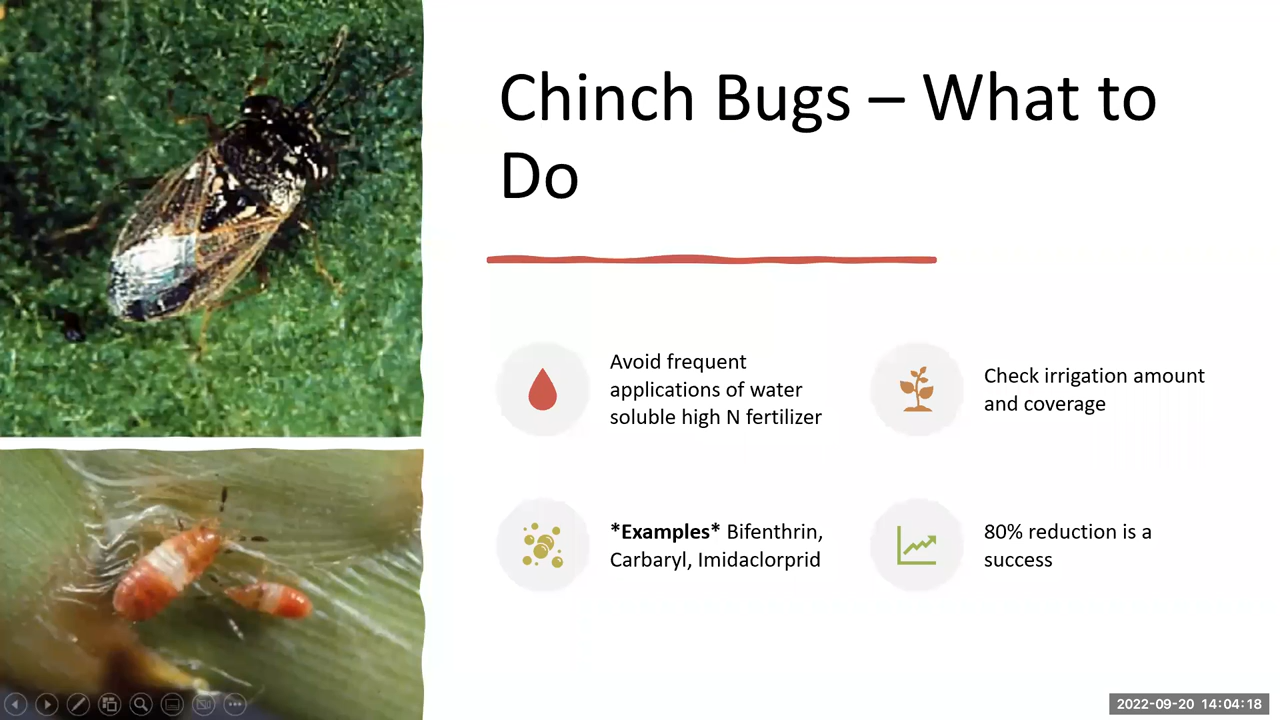 Chinch Bugs – What to
Do
Avoid frequent
applications of water
soluble high N fertilizer
Check irrigation amount
and coverage
*Examples* Bifenthrin,
Carbaryl, Imidaclorprid
80% reduction is a
success
2022-09-20 14:04:18